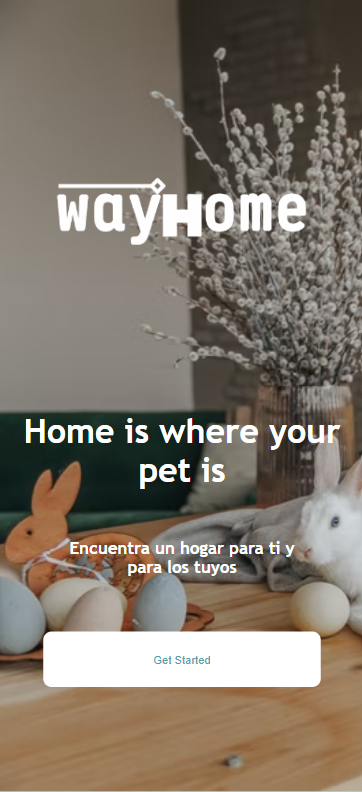 wayHome
Home is where your
pet is
Encuentra un hogar para ti y
para los tuyos
Get Started